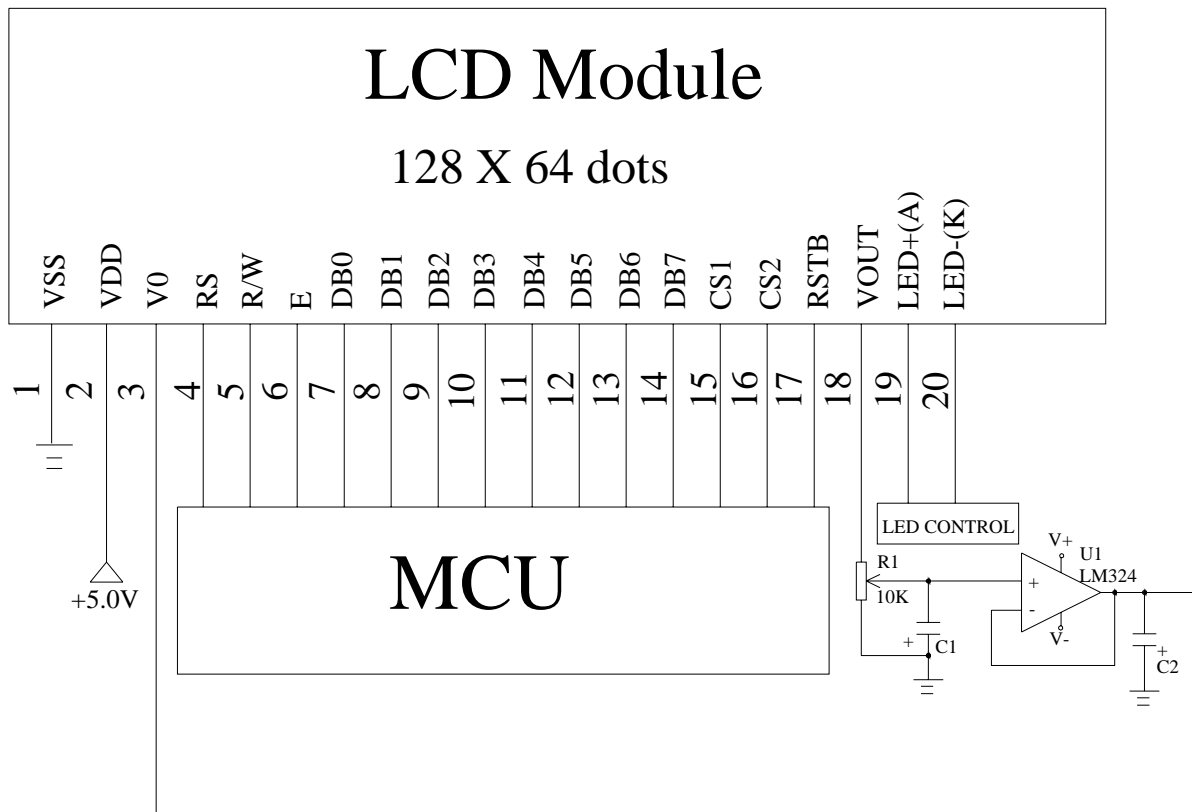 LCD Module
128 X 64 dots
VSS
VDD
V0
RS
R/W
E
DB0
DB1
DB2
DB3
DB4
DB5
DB6
DB7
CS1
CS2
RSTB
VOUT
LED+(A)
LED-(K)
1
2
3
4
5
6
7
8
9
10
11
12
13
14
15
16
17
18
19
20
LED CONTROL
+5.0V
MCU
R1
10K
+
C1
V+
U1
LM324
+
-
V-
+
C2